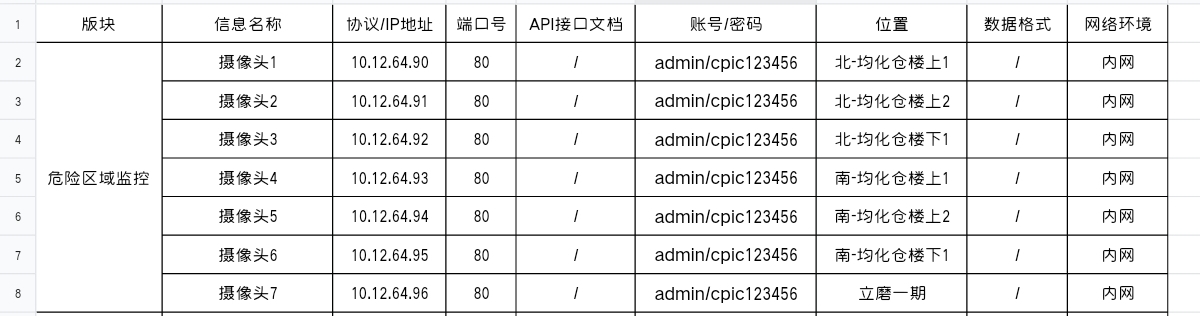 1 版块 信息名称 协议/IP地址 端口号 API接口文档 账号/密码 位置 数据格式 网络环境
2 摄像头1 10.12.64.90 80 / admin/cpic123456 北-均化仓楼上1 / 内网
3 摄像头2 10.12.64.91 80 / admin/cpic123456 北-均化仓楼上2 / 内网
4 摄像头3 10.12.64.92 80 / admin/cpic123456 北-均化仓楼下1 / 内网
5 危险区域监控 摄像头4 10.12.64.93 80 / admin/cpic123456 南-均化仓楼上1 / 内网
6 摄像头5 10.12.64.94 80 / admin/cpic123456 南-均化仓楼上2 / 内网
7 摄像头6 10.12.64.95 80 / admin/cpic123456 南-均化仓楼下1 / 内网
8 摄像头7 10.12.64.96 80 / admin/cpic123456 立磨一期 / 内网